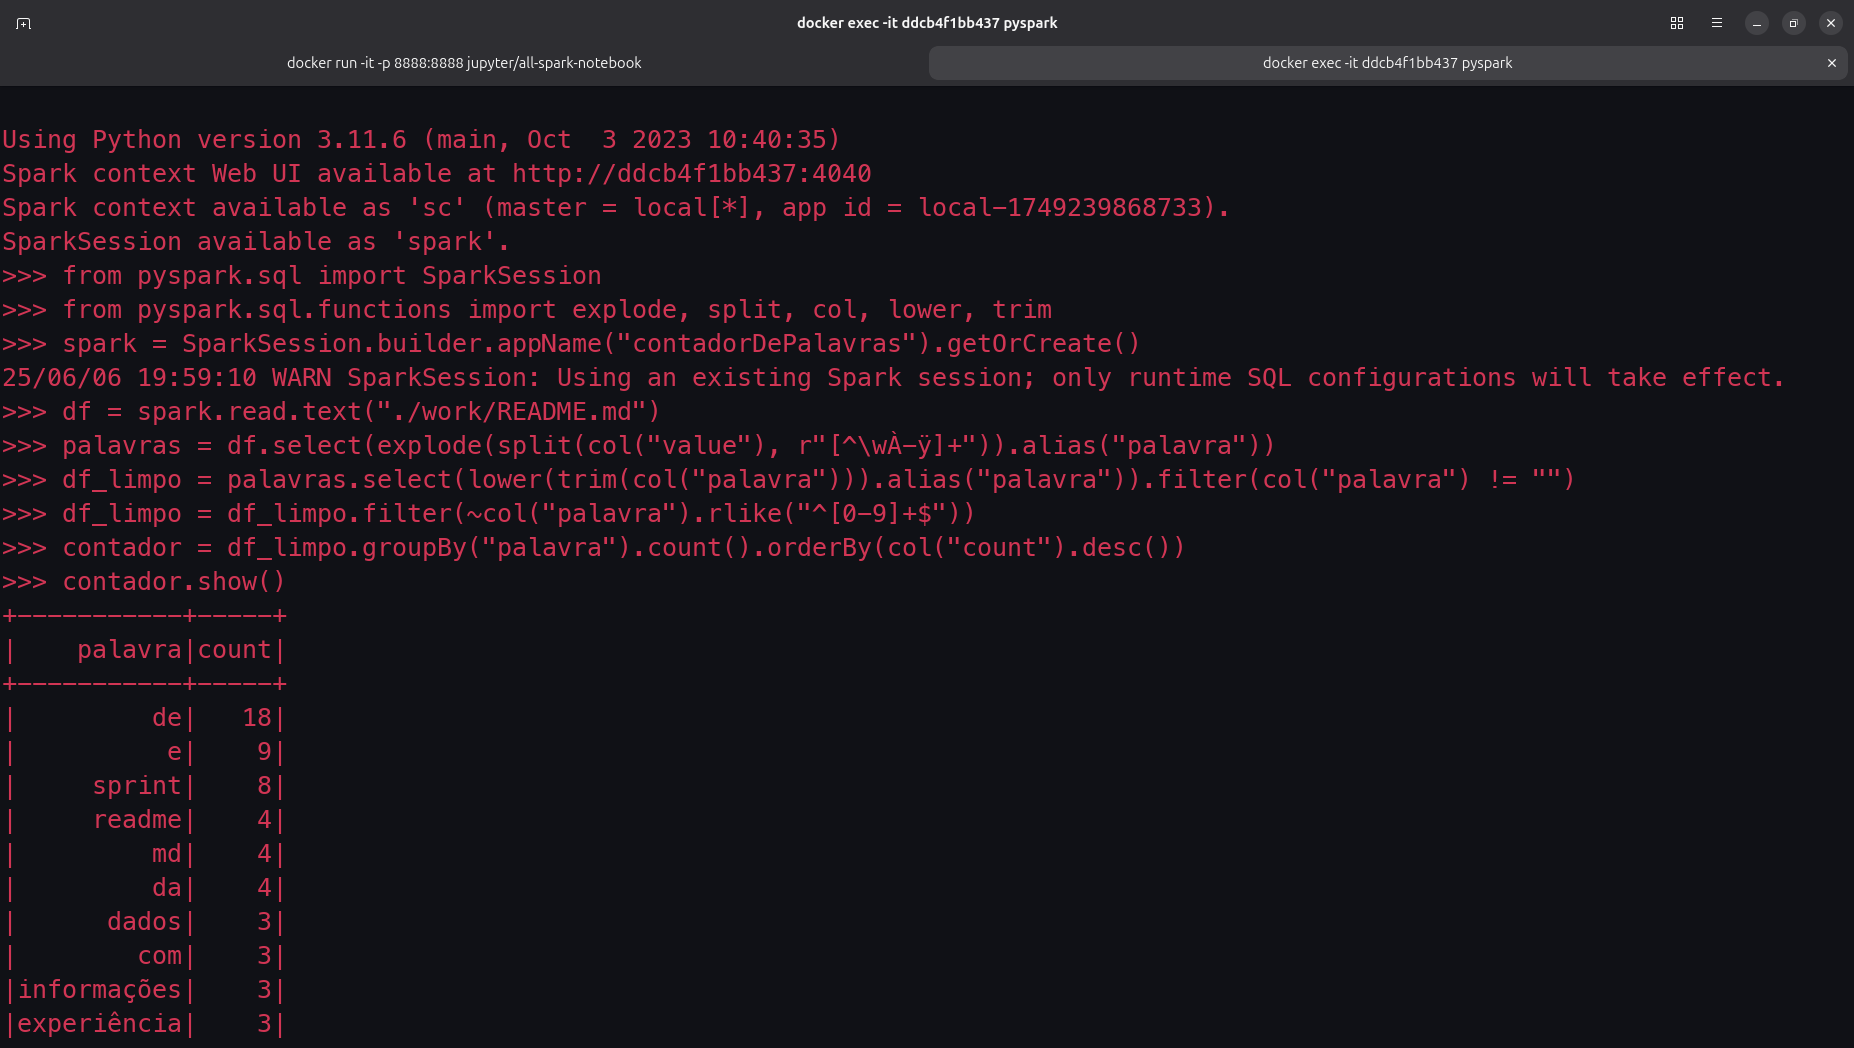 docker exec -it ddcb4f1bb437 pyspark
docker run -it -p 8888:8888 jupyter/all-spark-notebook
docker exec -it ddcb4f1bb437 pyspark
Using Python version 3.11.6 (main, Oct  3 2023 10:40:35)
Spark context Web UI available at http://ddcb4f1bb437:4040
Spark context available as 'sc' (master = local[*], app id = local-1749239868733).
SparkSession available as 'spark'.
>>> from pyspark.sql import SparkSession
>>> from pyspark.sql.functions import explode, split, col, lower, trim
>>> spark = SparkSession.builder.appName("contadorDePalavras").getOrCreate()
25/06/06 19:59:10 WARN SparkSession: Using an existing Spark session; only runtime SQL configurations will take effect.
>>> df = spark.read.text("./work/README.md")
>>> palavras = df.select(explode(split(col("value"), r"[^\wÀ-ÿ]+")).alias("palavra"))
>>> df_limpo = palavras.select(lower(trim(col("palavra"))).alias("palavra")).filter(col("palavra") != "")
>>> df_limpo = df_limpo.filter(~col("palavra").rlike("^[0-9]+$"))
>>> contador = df_limpo.groupBy("palavra").count().orderBy(col("count").desc())
>>> contador.show()
+-----------+-----+
|    palavra|count|
+-----------+-----+
|         de|   18|
|          e|    9|
|     sprint|    8|
|     readme|    4|
|         md|    4|
|         da|    4|
|      dados|    3|
|        com|    3|
|informações|    3|
|experiência|    3|